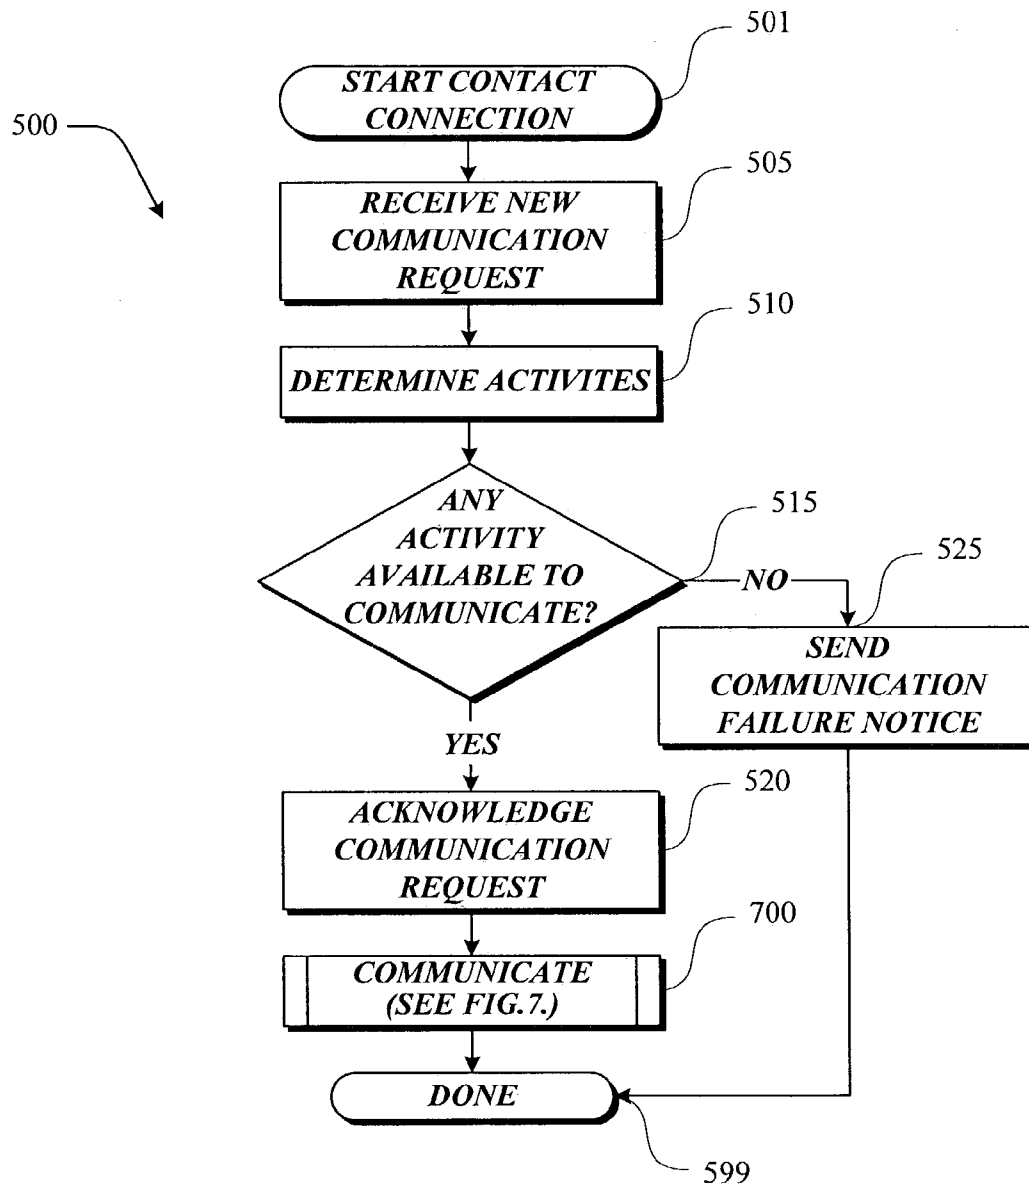 501
START CONTACT
CONNECTION
500
505
RECEIVE NEW
COMMUNICATION
REQUEST
510
DETERMINE ACTIVITES
ANY
ACTIVITY
AVAILABLE TO
COMMUNICATE?
515
NO
525
SEND
COMMUNICATION
FAILURE NOTICE
YES
520
ACKNOWLEDGE
COMMUNICATION
REQUEST
700
COMMUNICATE
(SEE FIG.7.)
DONE
599